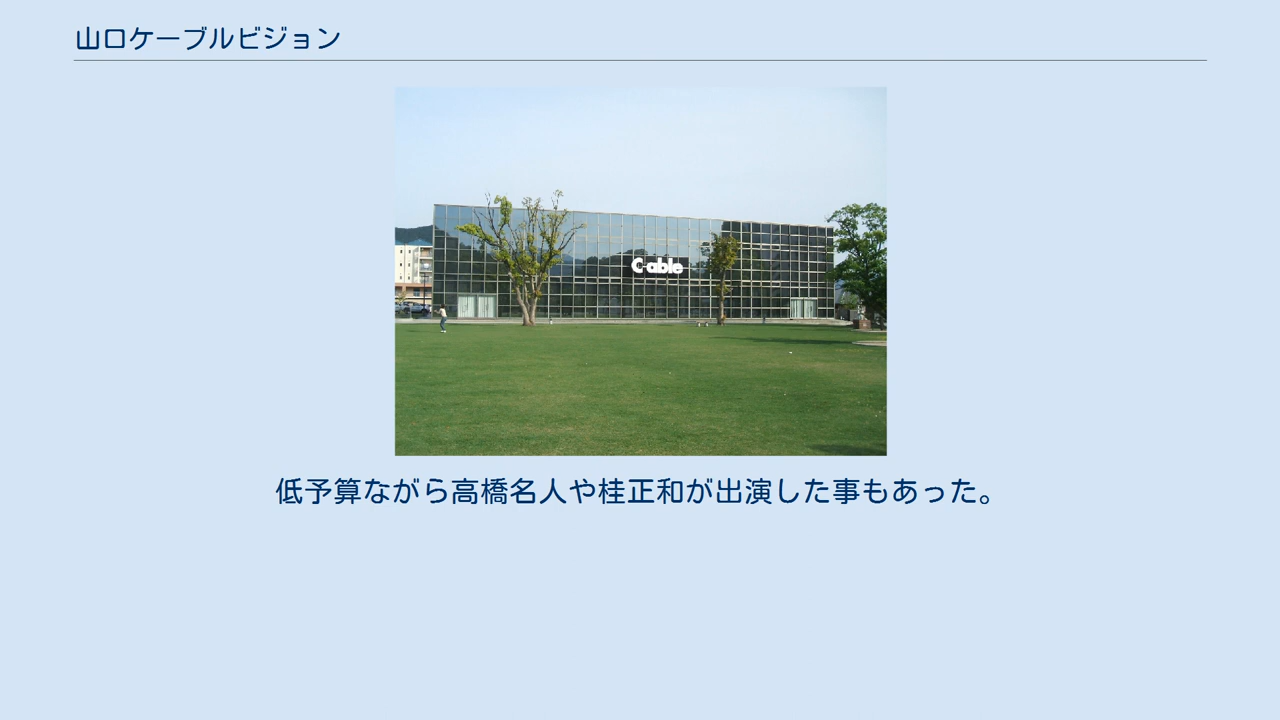 山口ケーブルビジョン
C-able
低予算ながら高橋名人や桂正和が出演した事もあった。